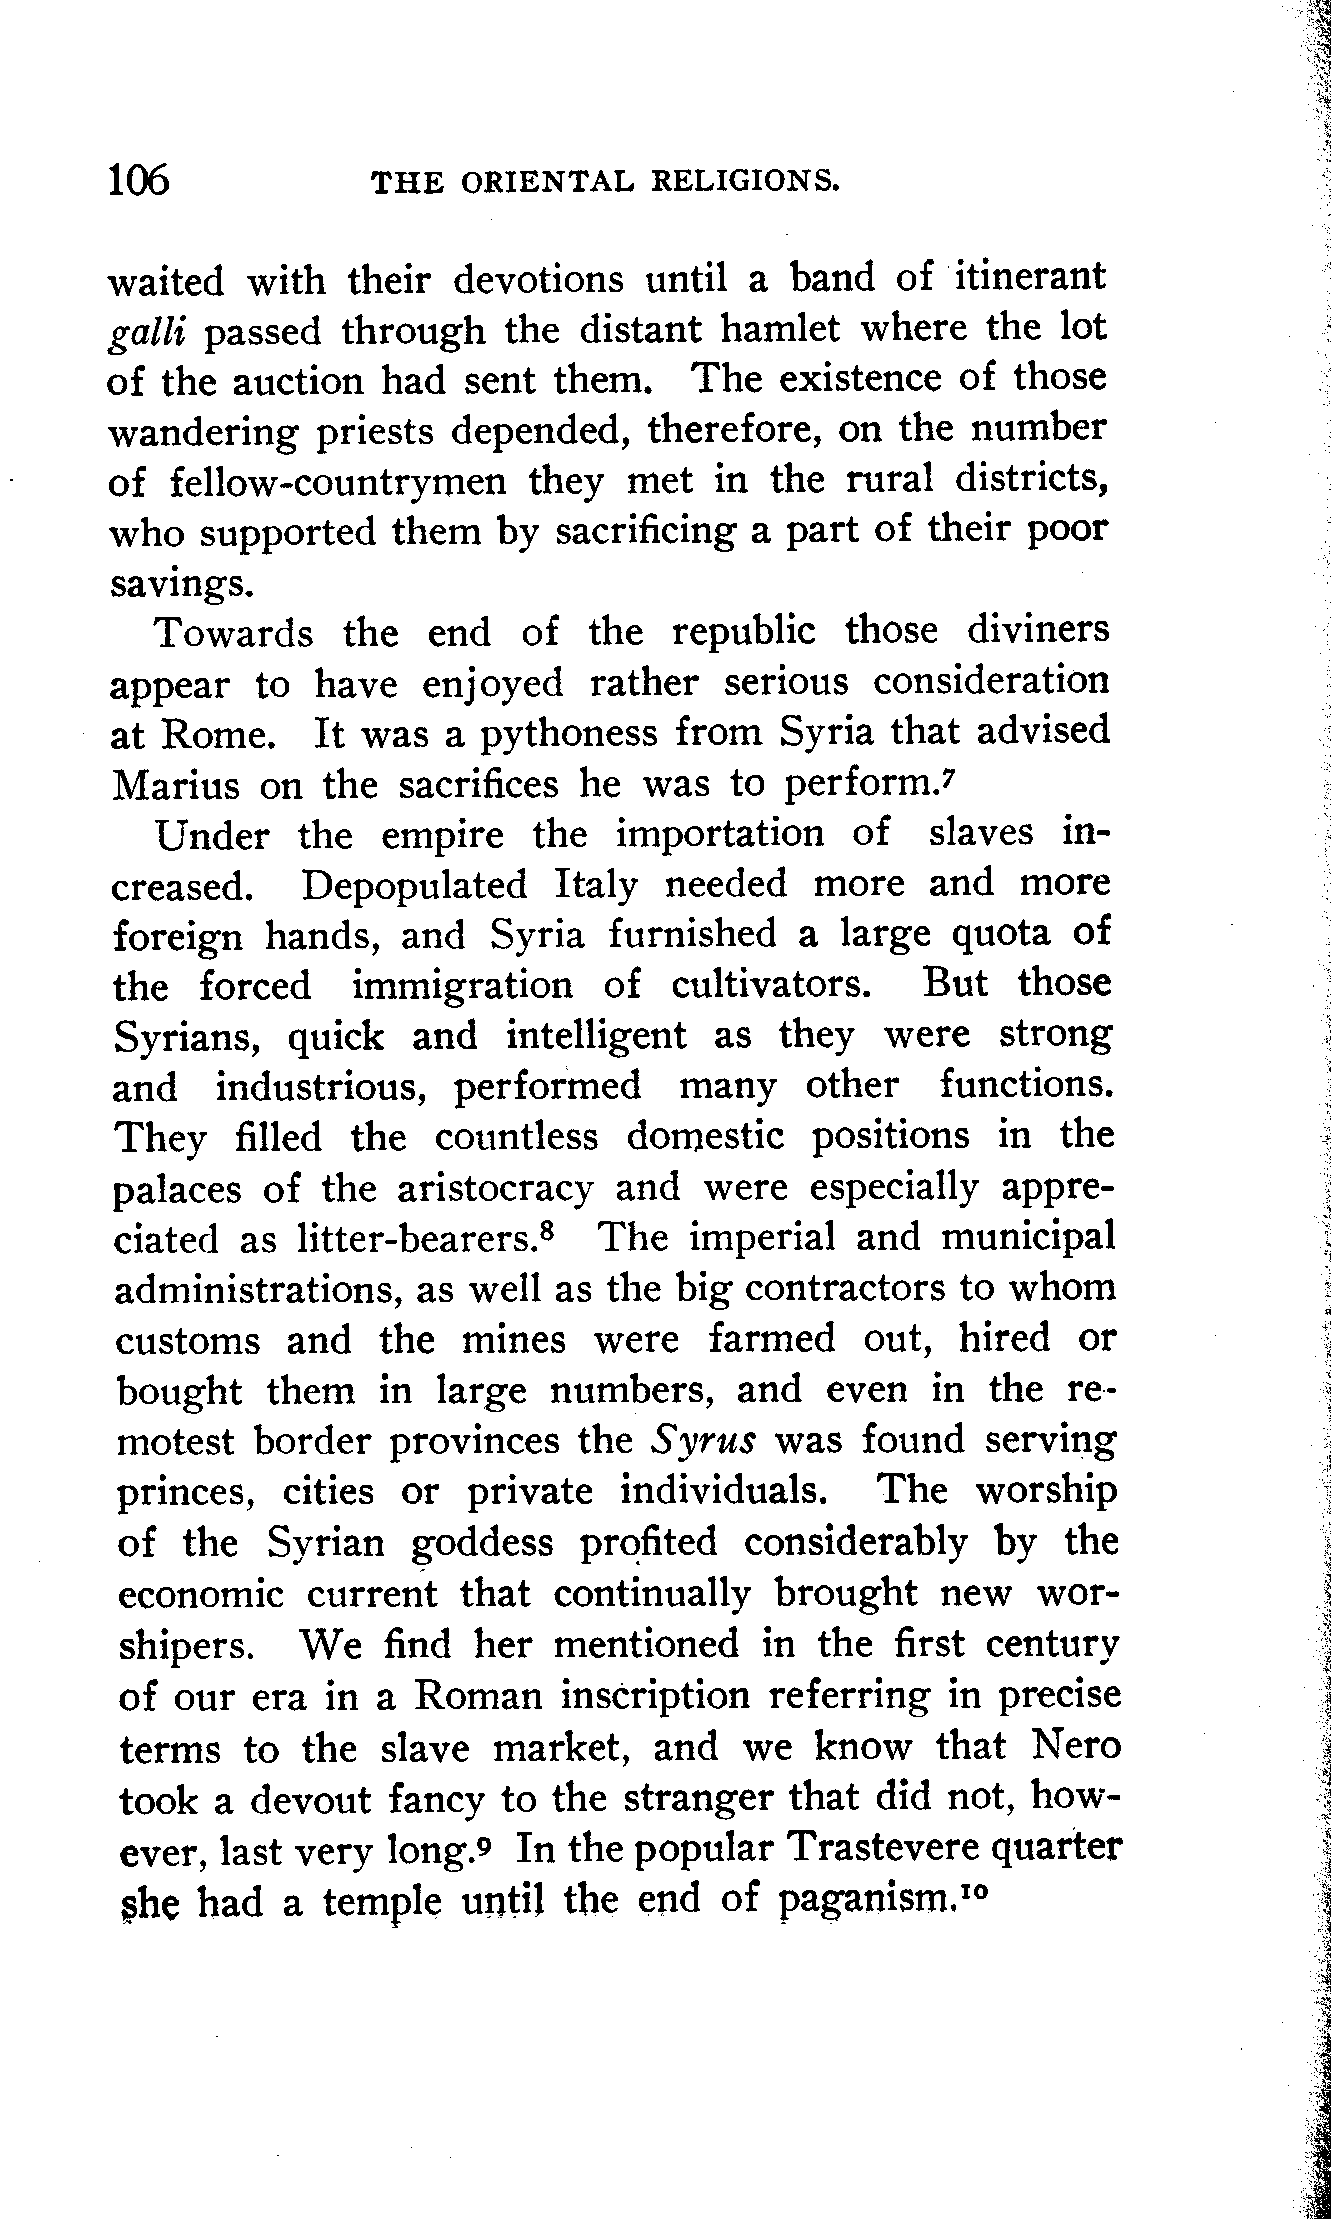 106 THE ORIENTAL RELIGIONS.
waited with their devotions until a band of itinerant
galli passed through the distant hamlet where the lot
of the auction had sent them. The existence of those
wandering priests depended, therefore, on the number
of fellow-countrymen they met in the rural districts,
who supported them by sacrificing a part of their poor
savings.
Towards the end of the republic those diviners
appear to have enjoyed rather serious consideration
at Rome. It was a pythoness from Syria that advised
Marius on the sacrifices he was to perform.⁷
Under the empire the importation of slaves in-
creased. Depopulated Italy needed more and more
foreign hands, and Syria furnished a large quota of
the forced immigration of cultivators. But those
Syrians, quick and intelligent as they were strong
and industrious, performed many other functions.
They filled the countless domestic positions in the
palaces of the aristocracy and were especially appre-
ciated as litter-bearers.⁸ The imperial and municipal
administrations, as well as the big contractors to whom
customs and the mines were farmed out, hired or
bought them in large numbers, and even in the re-
motest border provinces the Syrus was found serving
princes, cities or private individuals. The worship
of the Syrian goddess profited considerably by the
economic current that continually brought new wor-
shipers. We find her mentioned in the first century
of our era in a Roman inscription referring in precise
terms to the slave market, and we know that Nero
took a devout fancy to the stranger that did not, how-
ever, last very long.⁹ In the popular Trastevere quarter
she had a temple until the end of paganism.¹⁰